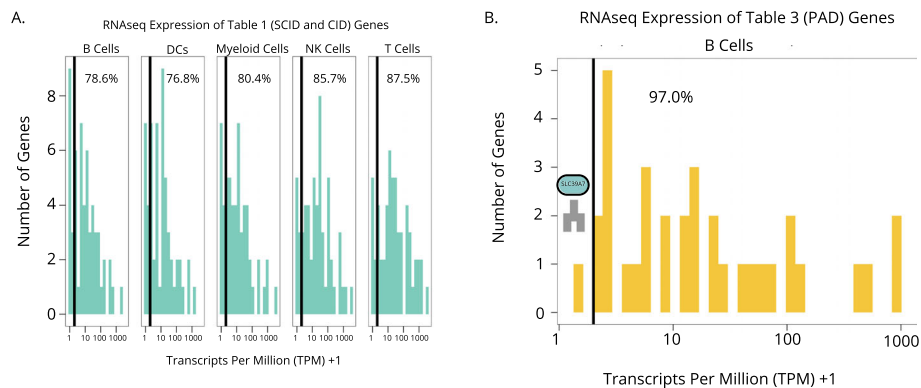 A.
RNAseq Expression of Table 1 (SCID and CID) Genes
B Cells DCs Myeloid Cells NK Cells T Cells
78.6% 76.8% 80.4% 85.7% 87.5%
8
6
4
2
0
Number of Genes
1 10 100 1000 1 10 100 1000 1 10 100 1000 1 10 100 1000 1 10 100 1000
Transcripts Per Million (TPM) +1
B.
RNAseq Expression of Table 3 (PAD) Genes
B Cells
97.0%
5
4
3
2
1
0
Number of Genes
SLC39A7
1 10 100 1000
Transcripts Per Million (TPM) +1